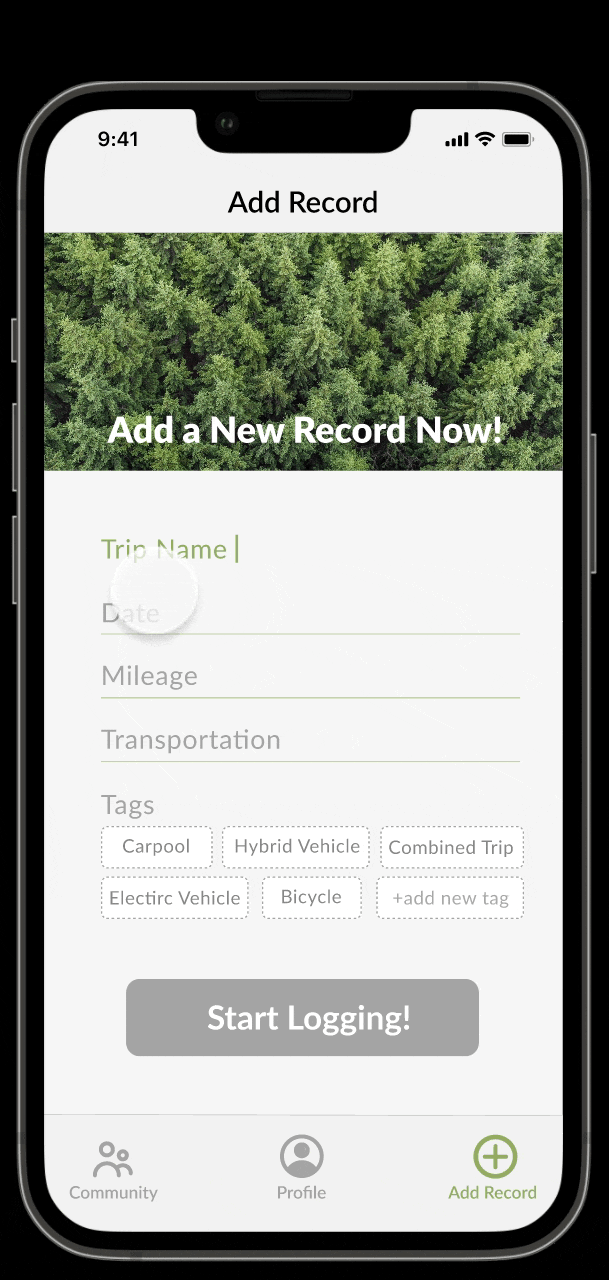 9:41
Add Record
Add a New Record Now!
Trip Name
Date
Mileage
Transportation
Tags
Carpool Hybrid Vehicle Combined Trip
Electirc Vehicle Bicycle +add new tag
Start Logging!
Community Profile Add Record